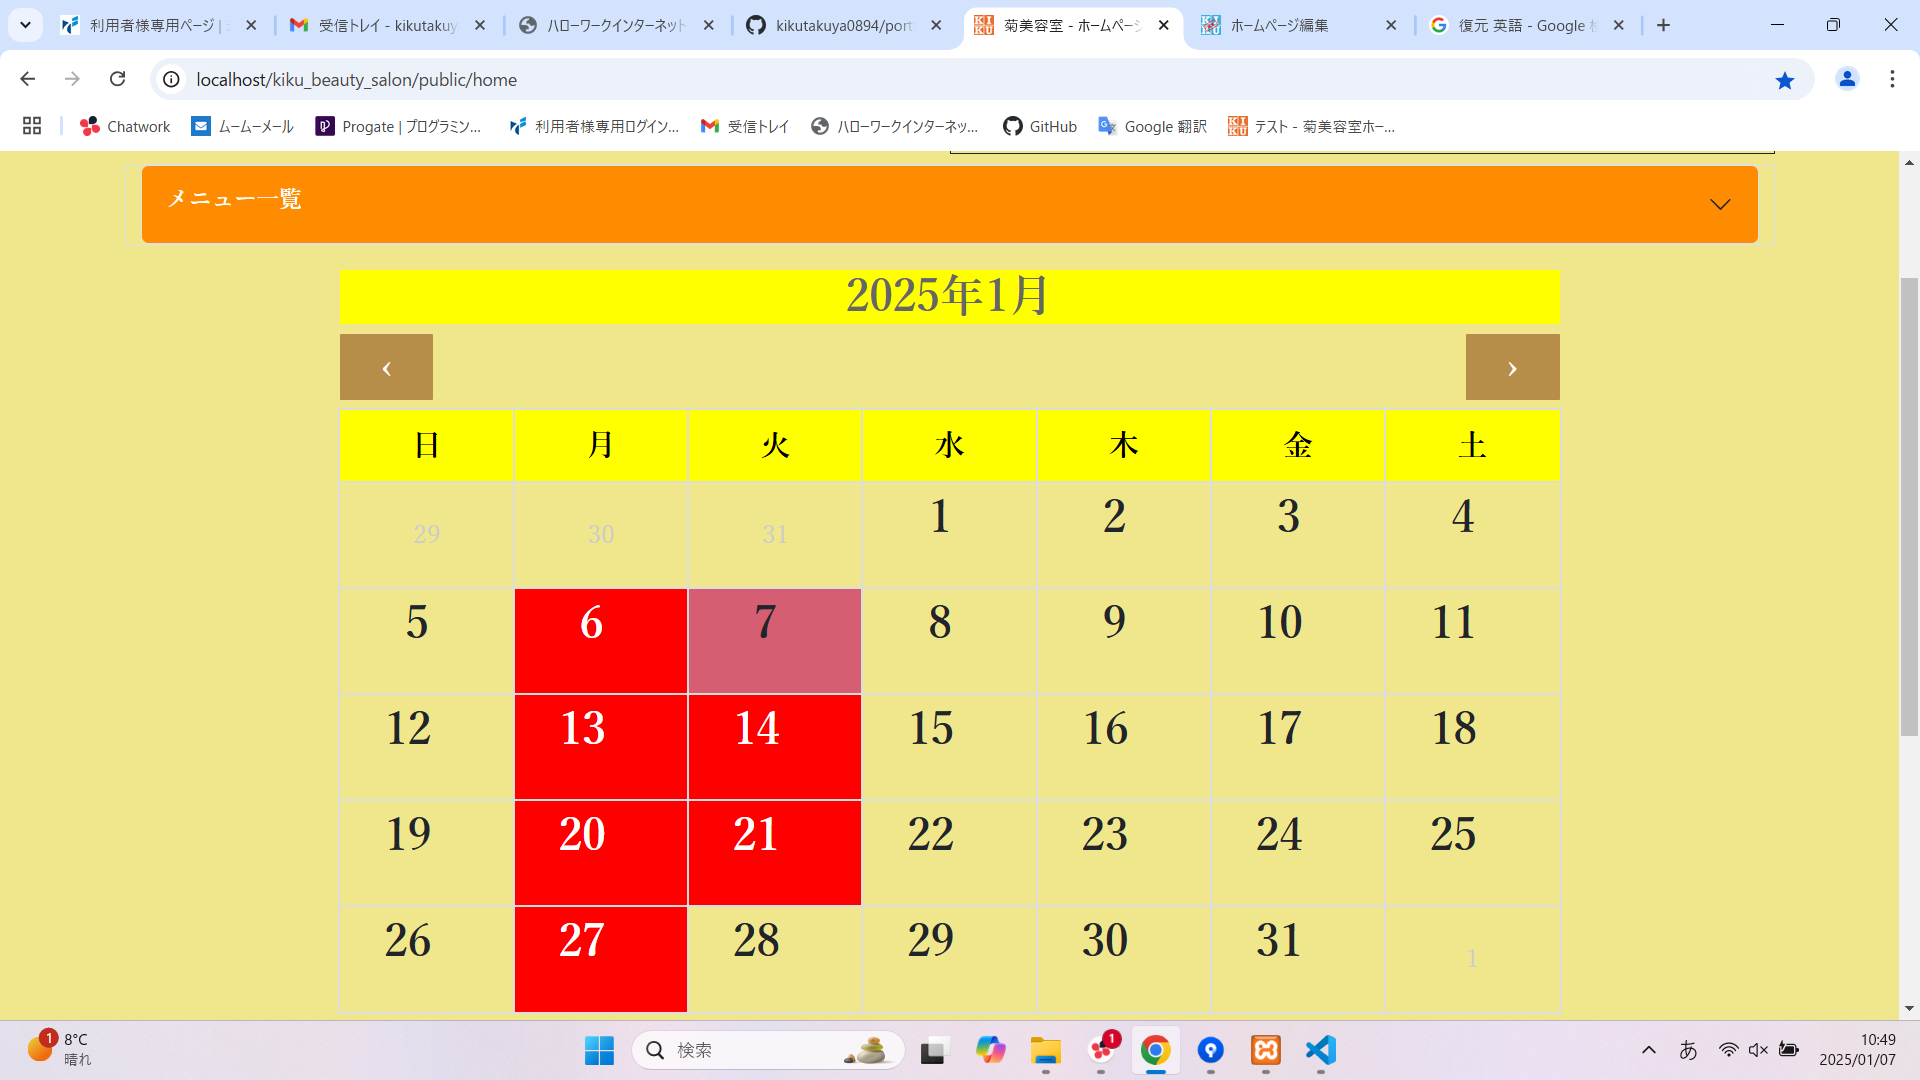 利用者様専用ページ |
受信トレイ - kikutakuy
ハローワークインターネット
kikutakuya0894/port
菊美容室 - ホームページ
ホームページ編集
復元 英語 - Google
localhost/kiku_beauty_salon/public/home
Chatwork
ムームーメール
Progate | プログラミン...
利用者様専用ログイン...
受信トレイ
ハローワークインターネッ...
GitHub
Google 翻訳
テスト - 菊美容室ホー...
メニュー一覧
2025年1月
‹ ›
日 月 火 水 木 金 土
29 30 31 1 2 3 4
5 6 7 8 9 10 11
12 13 14 15 16 17 18
19 20 21 22 23 24 25
26 27 28 29 30 31 1
1
8°C
晴れ
検索
1
あ
10:49
2025/01/07